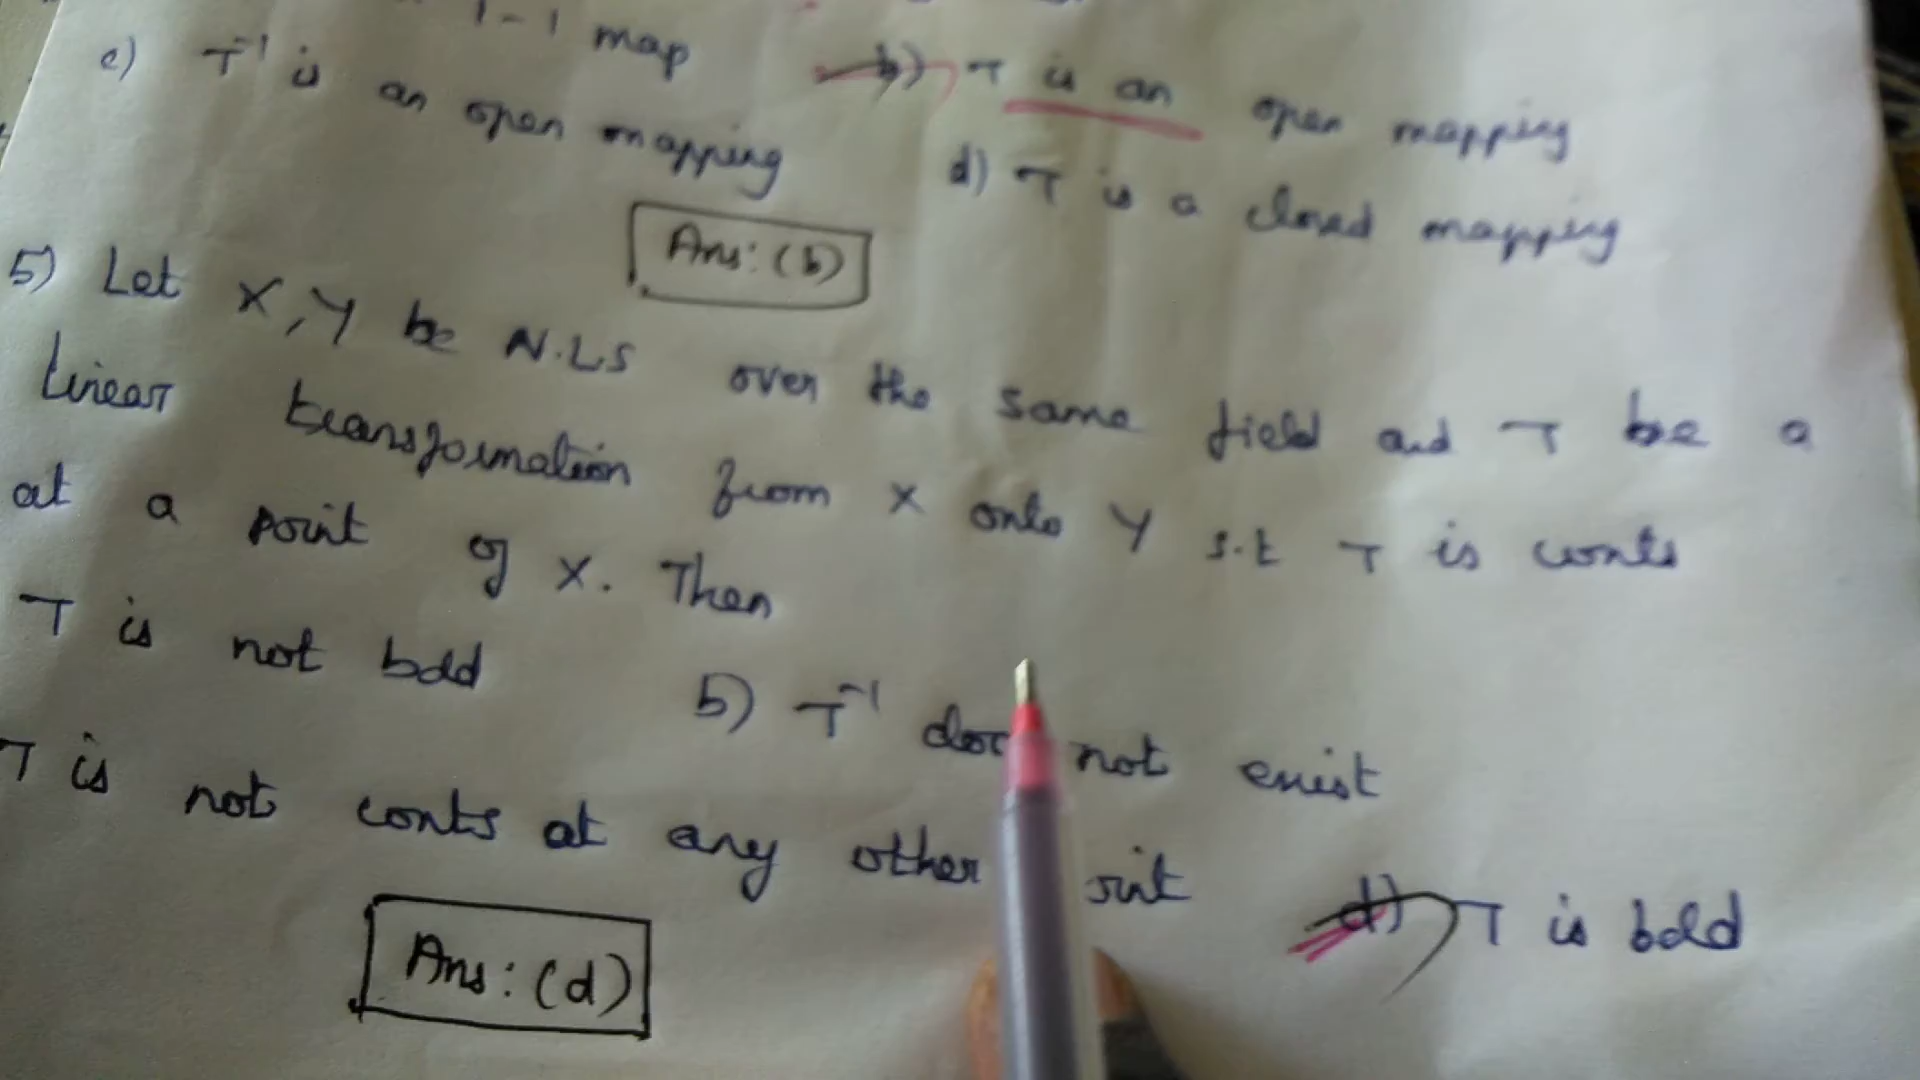 1-1 map
b) T is an open mapping
c) T⁻¹ is an open mapping
d) T is a closed mapping
Ans: (b)
5) Let X, Y be N.LS over the same field and T be a
linear transformation from X onto Y s.t T is conts
at a point of X. Then
T is not bdd
b) T⁻¹ does not exist
T is not conts at any other point
d) T is bdd
Ans: (d)